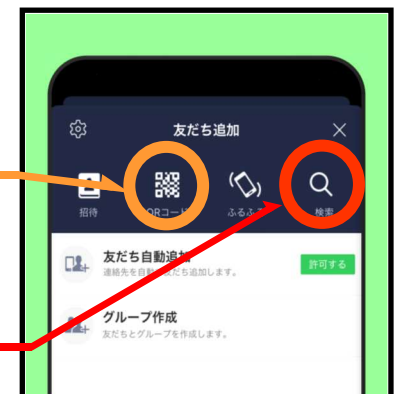 友だち追加
招待
QRコード
ふるふる
検索
友だち自動追加
連絡先を自動で友だち追加します。
許可する
グループ作成
友だちとグループを作成します。